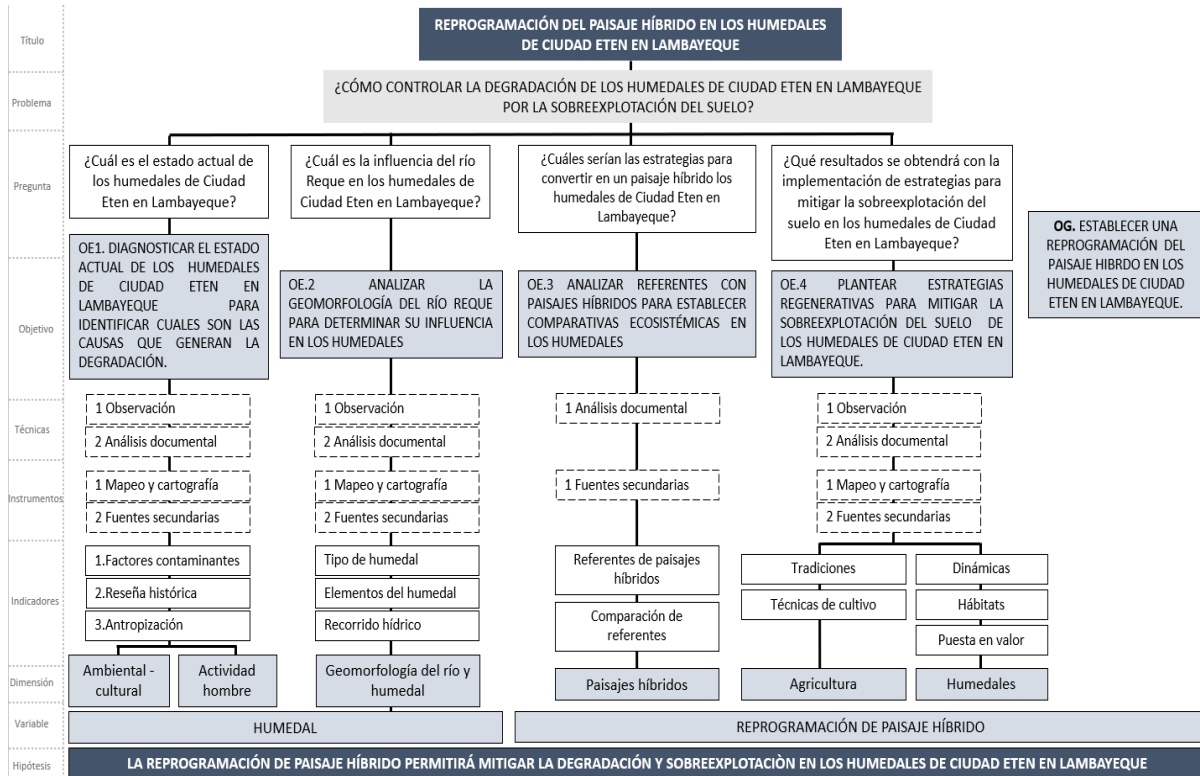 Título
REPROGRAMACIÓN DEL PAISAJE HÍBRIDO EN LOS HUMEDALES
DE CIUDAD ETEN EN LAMBAYEQUE
Problema
¿CÓMO CONTROLAR LA DEGRADACIÓN DE LOS HUMEDALES DE CIUDAD ETEN EN LAMBAYEQUE
POR LA SOBREEXPLOTACIÓN DEL SUELO?
Pregunta
¿Cuál es el estado actual de
los humedales de Ciudad
Eten en Lambayeque?
¿Cuál es la influencia del río
Reque en los humedales de
Ciudad Eten en Lambayeque?
¿Cuáles serían las estrategias para
convertir en un paisaje híbrido los
humedales de Ciudad Eten en
Lambayeque?
¿Qué resultados se obtendrá con la
implementación de estrategias para
mitigar la sobreexplotación del
suelo en los humedales de Ciudad
Eten en Lambayeque?
Objetivo
OE1. DIAGNOSTICAR EL ESTADO
ACTUAL DE LOS HUMEDALES
DE CIUDAD ETEN EN
LAMBAYEQUE PARA
IDENTIFICAR CUALES SON LAS
CAUSAS QUE GENERAN LA
DEGRADACIÓN.
OE.2 ANALIZAR LA
GEOMORFOLOGÍA DEL RÍO REQUE
PARA DETERMINAR SU INFLUENCIA
EN LOS HUMEDALES
OE.3 ANALIZAR REFERENTES CON
PAISAJES HÍBRIDOS PARA ESTABLECER
COMPARATIVAS ECOSISTÉMICAS EN
LOS HUMEDALES
OE.4 PLANTEAR ESTRATEGIAS
REGENERATIVAS PARA MITIGAR LA
SOBREEXPLOTACIÓN DEL SUELO DE
LOS HUMEDALES DE CIUDAD ETEN EN
LAMBAYEQUE.
OG. ESTABLECER UNA
REPROGRAMACIÓN DEL
PAISAJE HIBRDO EN LOS
HUMEDALES DE CIUDAD
ETEN EN LAMBAYEQUE.
Técnicas
1 Observación
2 Análisis documental
1 Observación
2 Análisis documental
1 Análisis documental
1 Observación
2 Análisis documental
Instrumentos
1 Mapeo y cartografía
2 Fuentes secundarias
1 Mapeo y cartografía
2 Fuentes secundarias
1 Fuentes secundarias
1 Mapeo y cartografía
2 Fuentes secundarias
Indicadores
1.Factores contaminantes
2.Reseña histórica
3.Antropización
Tipo de humedal
Elementos del humedal
Recorrido hídrico
Referentes de paisajes
híbridos
Comparación de
referentes
Tradiciones
Técnicas de cultivo
Dinámicas
Hábitats
Puesta en valor
Dimensión
Ambiental -
cultural
Actividad
hombre
Geomorfología del río y
humedal
Paisajes híbridos
Agricultura
Humedales
Variable
HUMEDAL
REPROGRAMACIÓN DE PAISAJE HÍBRIDO
Hipótesis
LA REPROGRAMACIÓN DE PAISAJE HÍBRIDO PERMITIRÁ MITIGAR LA DEGRADACIÓN Y SOBREEXPLOTACIÒN EN LOS HUMEDALES DE CIUDAD ETEN EN LAMBAYEQUE